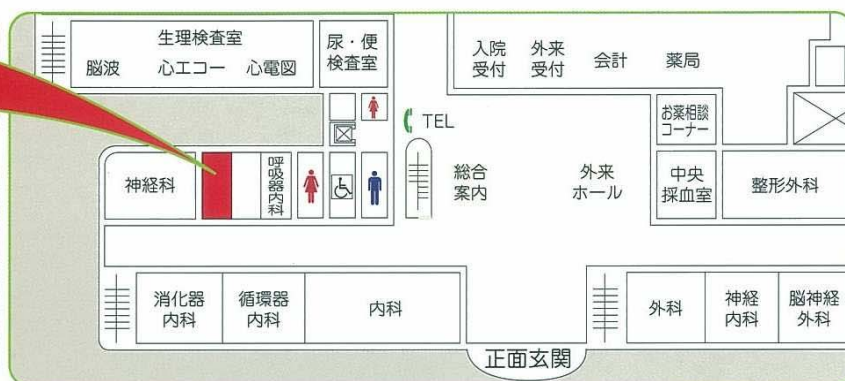 生理検査室
脳波 心エコー 心電図
尿・便
検査室
入院
受付
外来
受付
会計
薬局
TEL
お薬相談
コーナー
神経科
呼吸器内科
総合
案内
外来
ホール
中央
採血室
整形外科
消化器
内科
循環器
内科
内科
外科
神経
内科
脳神経
外科
正面玄関